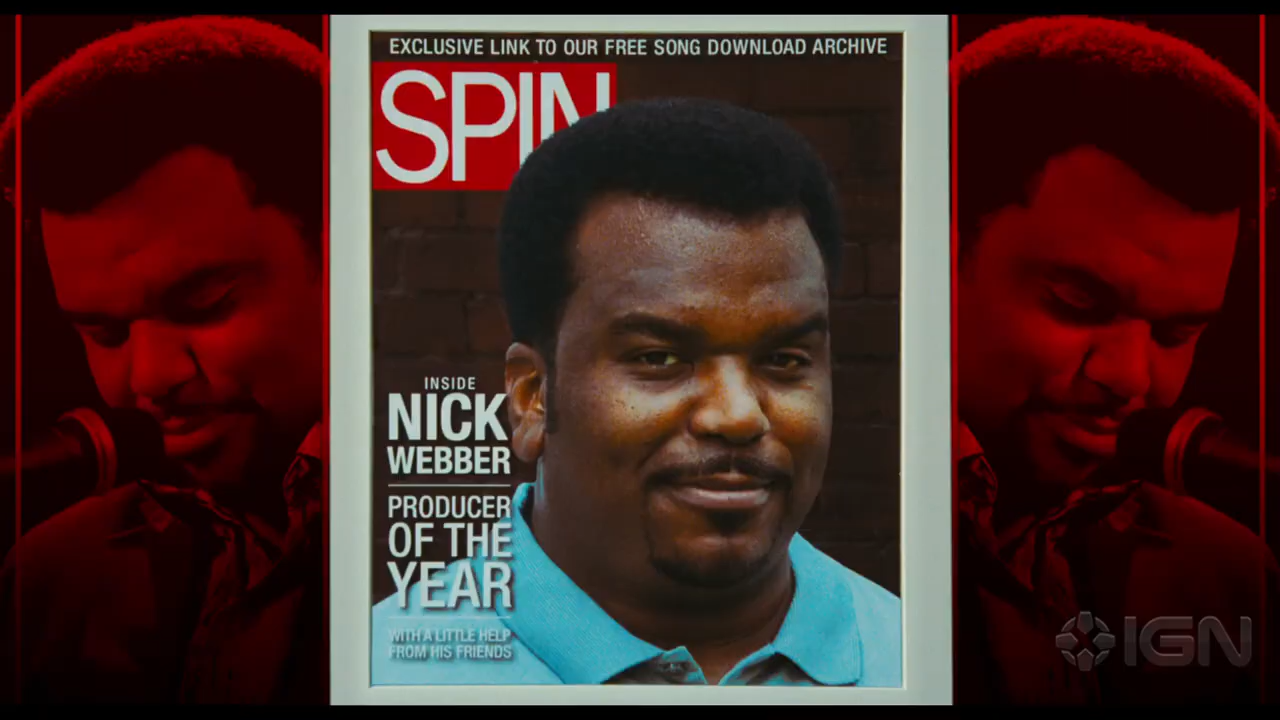 EXCLUSIVE LINK TO OUR FREE SONG DOWNLOAD ARCHIVE
SPIN
INSIDE
NICK
WEBBER
PRODUCER
OF THE
YEAR
WITH A LITTLE HELP
FROM HIS FRIENDS
IGN